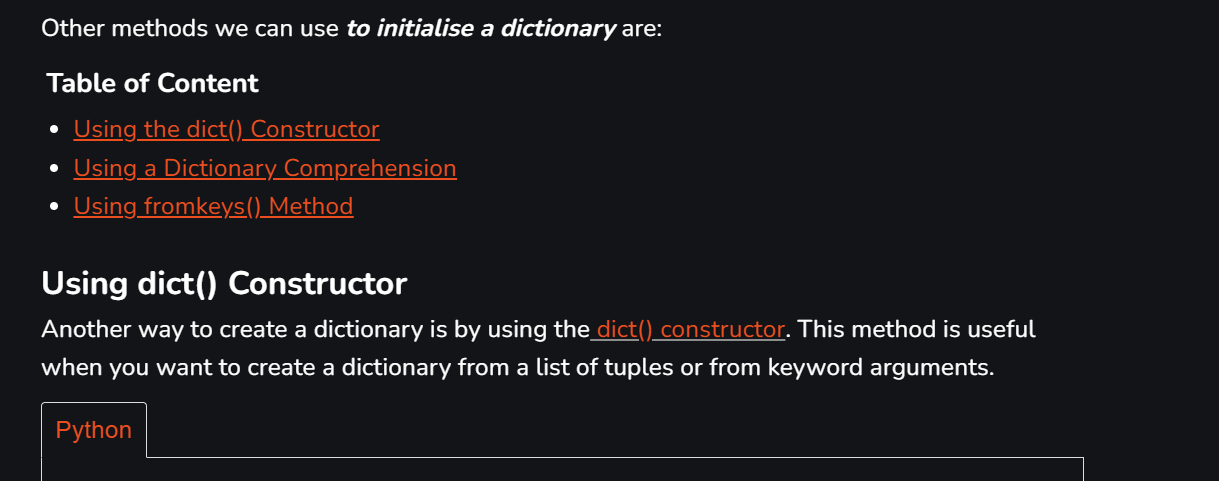 Other methods we can use to initialise a dictionary are:
Table of Content
Using the dict() Constructor
Using a Dictionary Comprehension
Using fromkeys() Method
Using dict() Constructor
Another way to create a dictionary is by using the dict() constructor. This method is useful
when you want to create a dictionary from a list of tuples or from keyword arguments.
Python